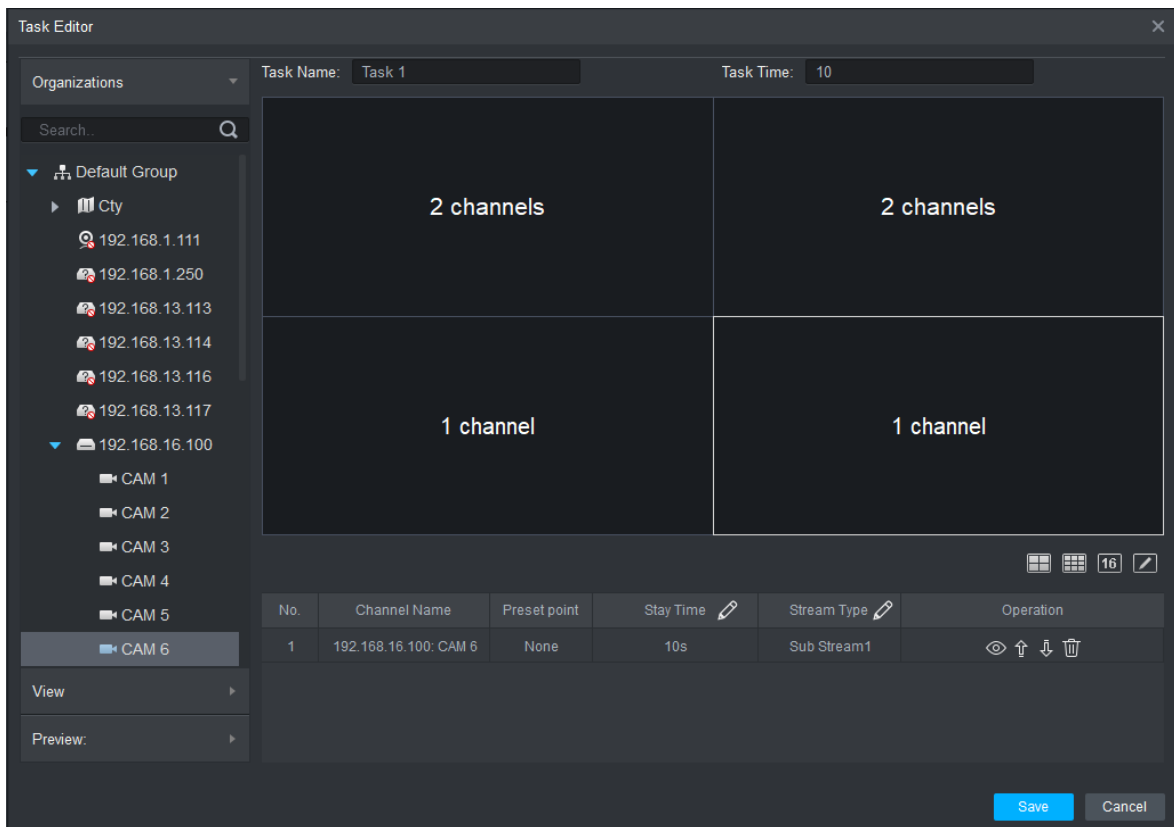 Task Editor
Organizations
Task Name: Task 1 Task Time: 10
Search..
Default Group
Cty
192.168.1.111
192.168.1.250
192.168.13.113
192.168.13.114
192.168.13.116
192.168.13.117
192.168.16.100
CAM 1
CAM 2
CAM 3
CAM 4
CAM 5
CAM 6
View
Preview:
2 channels 2 channels
1 channel 1 channel
16
No. Channel Name Preset point Stay Time Stream Type Operation
1 192.168.16.100: CAM 6 None 10s Sub Stream1
Save Cancel